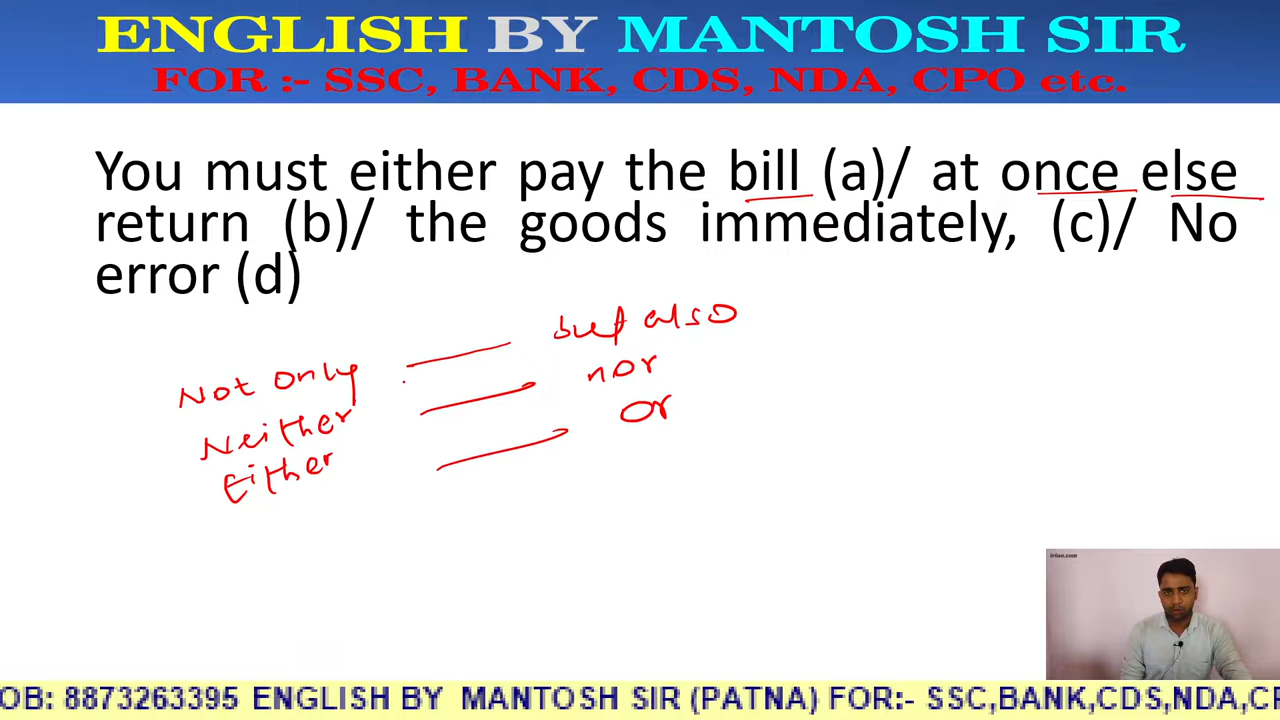 ENGLISH BY MANTOSH SIR
FOR :- SSC, BANK, CDS, NDA, CPO etc.
You must either pay the bill (a)/ at once else
return (b)/ the goods immediately, (c)/ No
error (d)
Not only but also
Neither nor
Either or
iriun.com
OB: 8873263395 ENGLISH BY MANTOSH SIR (PATNA) FOR:- SSC,BANK,CDS,NDA,CP